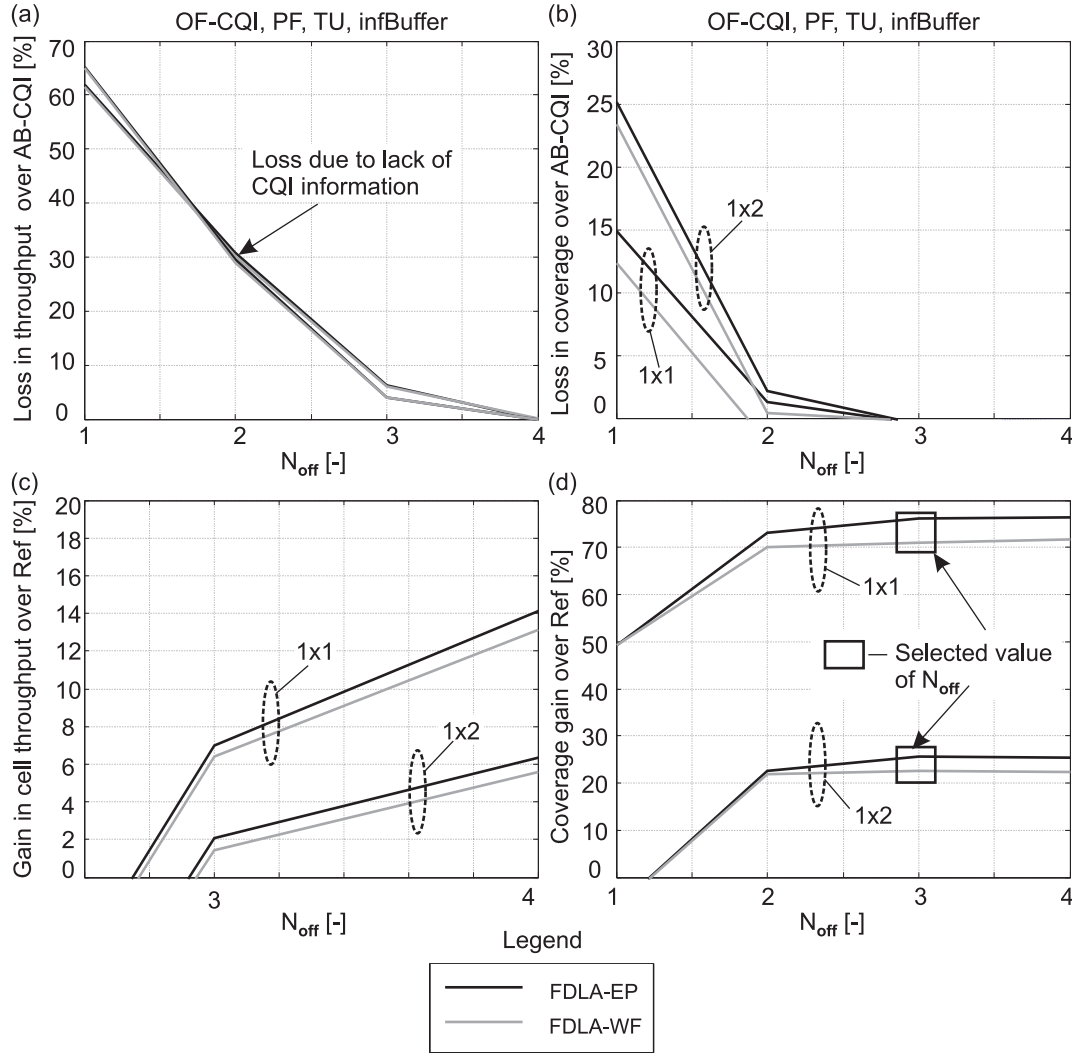 (a)
OF-CQI, PF, TU, infBuffer
Loss in throughput over AB-CQI [%]
70
60
50
40
30
20
10
0
Loss due to lack of
CQI information
1
2
3
4
N_off [-]
(b)
OF-CQI, PF, TU, infBuffer
Loss in coverage over AB-CQI [%]
30
25
20
15
10
5
0
1x2
1x1
1
2
3
4
N_off [-]
(c)
Gain in cell throughput over Ref [%]
20
18
16
14
12
10
8
6
4
2
0
1x1
1x2
3
4
N_off [-]
(d)
Coverage gain over Ref [%]
80
70
60
50
40
30
20
10
0
1x1
Selected value
of N_off
1x2
1
2
3
4
N_off [-]
Legend
FDLA-EP
FDLA-WF